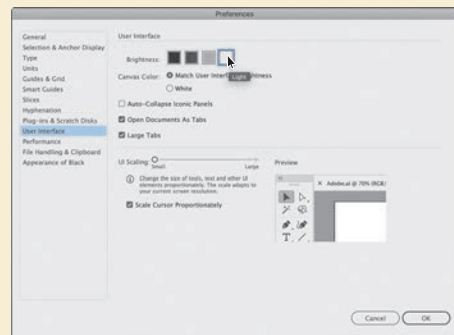 Preferences
General
Selection & Anchor Display
Type
Units
Guides & Grid
Smart Guides
Slices
Hyphenation
Plug-ins & Scratch Disks
User Interface
Performance
File Handling & Clipboard
Appearance of Black
User Interface
Brightness:
Canvas Color: Match User Interf htness
Light
White
Auto-Collapse Iconic Panels
Open Documents As Tabs
Large Tabs
UI Scaling:
Small Large
Change the size of tools, text and other UI
elements proportionately. The scale adapts to
your current screen resolution.
Scale Cursor Proportionately
Preview
× Adobe.ai @ 70% (RGB/
Cancel OK